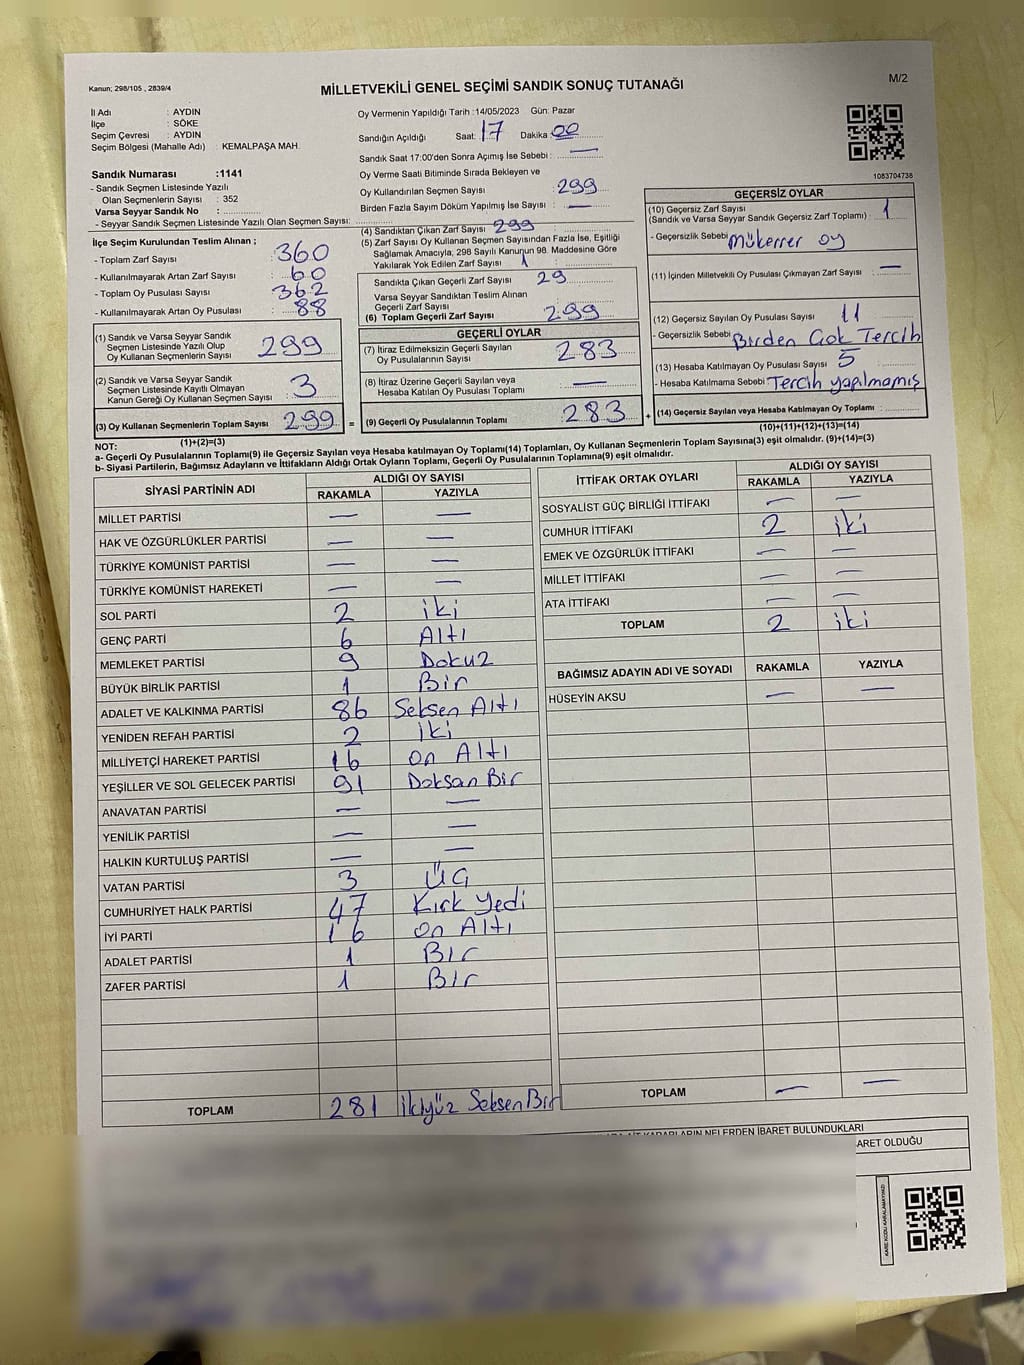 Kanun; 298/105 , 2839/4
MİLLETVEKİLİ GENEL SEÇİMİ SANDIK SONUÇ TUTANAĞI
M/2
İl Adı : AYDIN
İlçe : SÖKE
Seçim Çevresi : AYDIN
Seçim Bölgesi (Mahalle Adı) : KEMALPAŞA MAH.
Sandık Numarası :1141
- Sandık Seçmen Listesinde Yazılı
Olan Seçmenlerin Sayısı : 352
Varsa Seyyar Sandık No :
- Seyyar Sandık Seçmen Listesinde Yazılı Olan Seçmen Sayısı:
Oy Vermenin Yapıldığı Tarih :14/05/2023 Gün: Pazar
Sandığın Açıldığı Saat: 17 Dakika: 00
Sandık Saat 17:00'den Sonra Açımış İse Sebebi : —
Oy Verme Saati Bitiminde Sırada Bekleyen ve
Oy Kullandırılan Seçmen Sayısı : 299
Birden Fazla Sayım Döküm Yapılmış İse Sayısı : —
1083704738
İlçe Seçim Kurulundan Teslim Alınan ;
- Toplam Zarf Sayısı : 360
- Kullanılmayarak Artan Zarf Sayısı : 60
- Toplam Oy Pusulası Sayısı : 362
- Kullanılmayarak Artan Oy Pusulası : 88
(1) Sandık ve Varsa Seyyar Sandık
Seçmen Listesinde Yazılı Olup
Oy Kullanan Seçmenlerin Sayısı : 299
(2) Sandık ve Varsa Seyyar Sandık
Seçmen Listesinde Kayıtlı Olmayan
Kanun Gereği Oy Kullanan Seçmen Sayısı : 3
(3) Oy Kullanan Seçmenlerin Toplam Sayısı : 299
(1)+(2)=(3)
(4) Sandıktan Çıkan Zarf Sayısı : 299
(5) Zarf Sayısı Oy Kullanan Seçmen Sayısından Fazla İse, Eşitliği
Sağlamak Amacıyla, 298 Sayılı Kanunun 98. Maddesine Göre
Yakılarak Yok Edilen Zarf Sayısı : 1
Sandıkta Çıkan Geçerli Zarf Sayısı : 29
Varsa Seyyar Sandıktan Teslim Alınan
Geçerli Zarf Sayısı
(6) Toplam Geçerli Zarf Sayısı : 299
GEÇERLİ OYLAR
(7) İtiraz Edilmeksizin Geçerli Sayılan
Oy Pusulalarının Sayısı : 283
(8) İtiraz Üzerine Geçerli Sayılan veya
Hesaba Katılan Oy Pusulası Toplamı : —
= (9) Geçerli Oy Pusulalarının Toplamı : 283 +
GEÇERSİZ OYLAR
(10) Geçersiz Zarf Sayısı
(Sandık ve Varsa Seyyar Sandık Geçersiz Zarf Toplamı) : 1
- Geçersizlik Sebebi : mükerrer oy
(11) İçinden Milletvekili Oy Pusulası Çıkmayan Zarf Sayısı : —
(12) Geçersiz Sayılan Oy Pusulası Sayısı : 11
- Geçersizlik Sebebi : Birden Çok Tercih
(13) Hesaba Katılmayan Oy Pusulası Sayısı : 5
- Hesaba Katılmama Sebebi : Tercih yapılmamış
(14) Geçersiz Sayılan veya Hesaba Katılmayan Oy Toplamı :
(10)+(11)+(12)+(13)=(14)
NOT:
a- Geçerli Oy Pusulalarının Toplamı(9) ile Geçersiz Sayılan veya Hesaba katılmayan Oy Toplamı(14) Toplamları, Oy Kullanan Seçmenlerin Toplam Sayısına(3) eşit olmalıdır. (9)+(14)=(3)
b- Siyasi Partilerin, Bağımsız Adayların ve İttifakların Aldığı Ortak Oyların Toplamı, Geçerli Oy Pusulalarının Toplamına(9) eşit olmalıdır.
SİYASİ PARTİNİN ADI
ALDIĞI OY SAYISI
RAKAMLA YAZIYLA
MİLLET PARTİSİ — —
HAK VE ÖZGÜRLÜKLER PARTİSİ — —
TÜRKİYE KOMÜNİST PARTİSİ — —
TÜRKİYE KOMÜNİST HAREKETİ — —
SOL PARTİ 2 iki
GENÇ PARTİ 6 Altı
MEMLEKET PARTİSİ 9 Dokuz
BÜYÜK BİRLİK PARTİSİ 1 Bir
ADALET VE KALKINMA PARTİSİ 86 Seksen Altı
YENİDEN REFAH PARTİSİ 2 iki
MİLLİYETÇİ HAREKET PARTİSİ 16 on Altı
YEŞİLLER VE SOL GELECEK PARTİSİ 91 Doksan Bir
ANAVATAN PARTİSİ — —
YENİLİK PARTİSİ — —
HALKIN KURTULUŞ PARTİSİ — —
VATAN PARTİSİ 3 Üç
CUMHURİYET HALK PARTİSİ 47 Kırk Yedi
İYİ PARTİ 16 on Altı
ADALET PARTİSİ 1 Bir
ZAFER PARTİSİ 1 Bir
TOPLAM 281 ikiyüz Seksen Bir
İTTİFAK ORTAK OYLARI
ALDIĞI OY SAYISI
RAKAMLA YAZIYLA
SOSYALİST GÜÇ BİRLİĞİ İTTİFAKI — —
CUMHUR İTTİFAKI 2 iki
EMEK VE ÖZGÜRLÜK İTTİFAKI — —
MİLLET İTTİFAKI — —
ATA İTTİFAKI — —
TOPLAM 2 iki
BAĞIMSIZ ADAYIN ADI VE SOYADI RAKAMLA YAZIYLA
HÜSEYİN AKSU — —
TOPLAM — —
KARARLARIN NELERDEN İBARET BULUNDUKLARI
ARET OLDUĞU